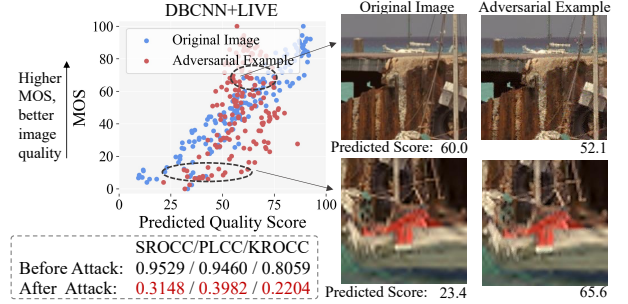 DBCNN+LIVE
Original Image
Adversarial Example
Higher
MOS,
better
image
quality
MOS
100
80
60
40
20
0
0
25
50
75
100
Predicted Quality Score
Original Image
Adversarial Example
Predicted Score: 60.0
52.1
Predicted Score: 23.4
65.6
SROCC/PLCC/KROCC
Before Attack: 0.9529 / 0.9460 / 0.8059
After Attack: 0.3148 / 0.3982 / 0.2204